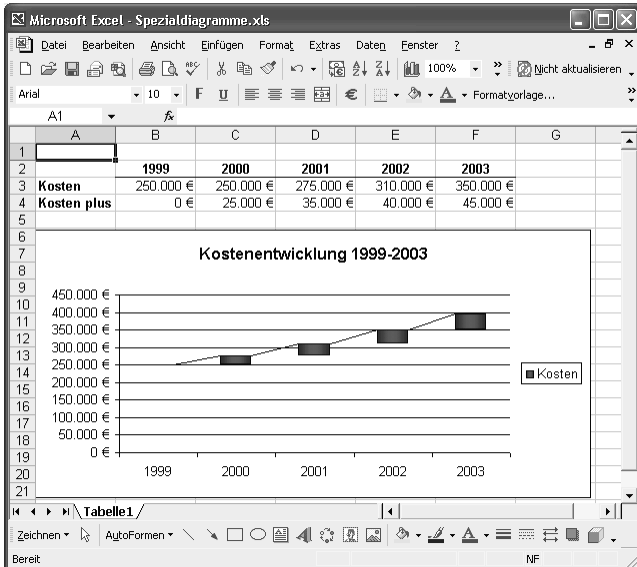 Microsoft Excel - Spezialdiagramme.xls
Datei Bearbeiten Ansicht Einfügen Format Extras Daten Fenster ?
100% Nicht aktualisieren
Arial 10 F U € A Formatvorlage...
A1 fx
A B C D E F G
1
2 1999 2000 2001 2002 2003
3 Kosten 250.000 € 250.000 € 275.000 € 310.000 € 350.000 €
4 Kosten plus 0 € 25.000 € 35.000 € 40.000 € 45.000 €
5
6
7
8
9
10
11
12
13
14
15
16
17
18
19
20
21
Kostenentwicklung 1999-2003
450.000 €
400.000 €
350.000 €
300.000 €
250.000 €
200.000 €
150.000 €
100.000 €
50.000 €
0 €
Kosten
1999 2000 2001 2002 2003
Tabelle1
Zeichnen AutoFormen A A
Bereit NF